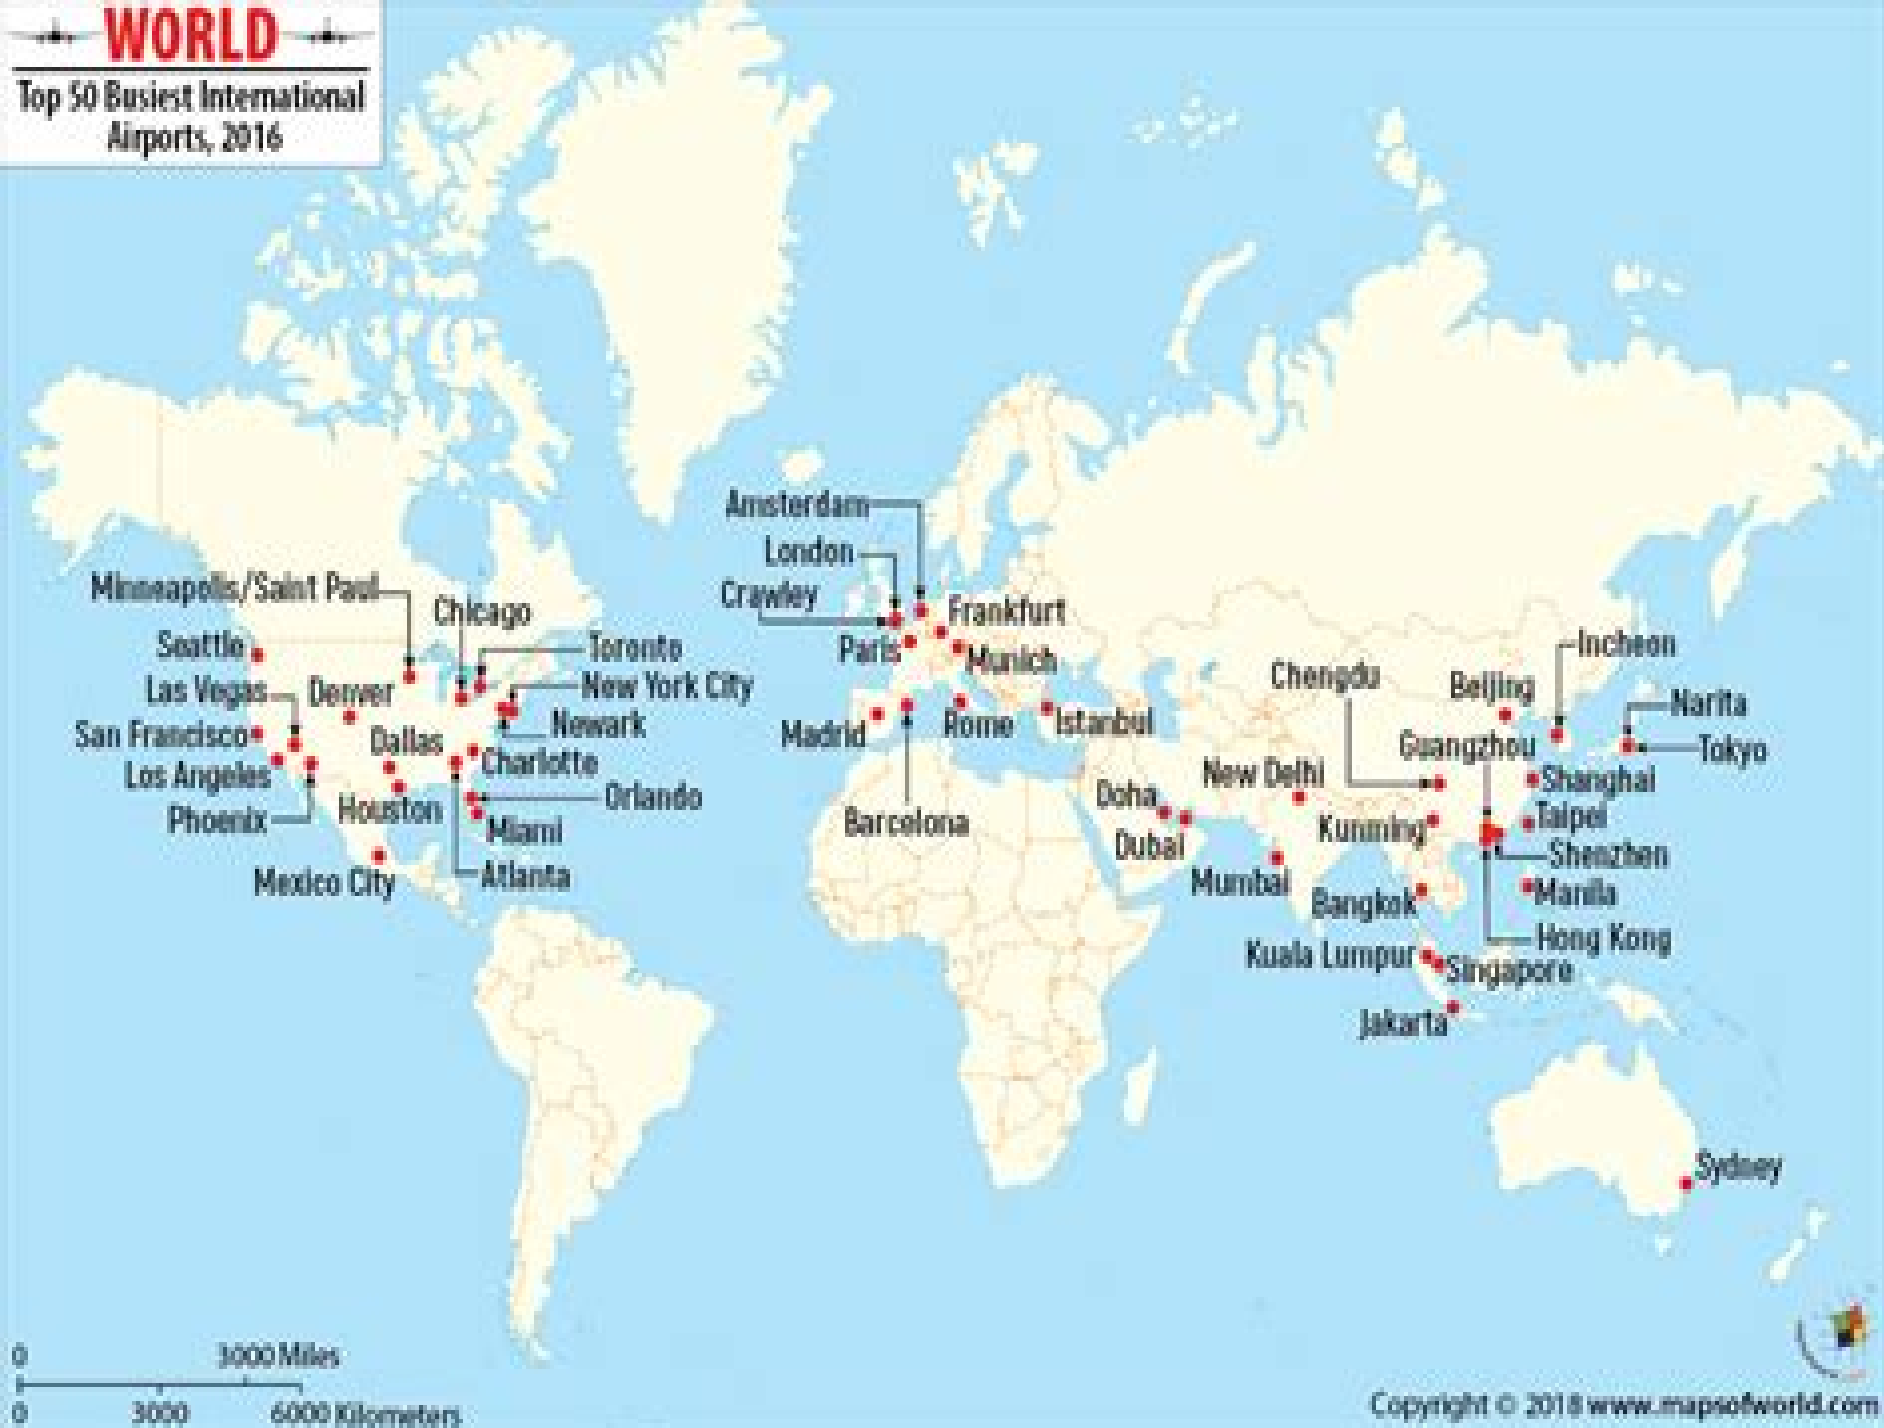 WORLD
Top 50 Busiest International
Airports, 2016
Amsterdam
London
Crawley
Frankfurt
Paris
Munich
Minneapolis/Saint Paul
Chicago
Seattle
Toronto
Las Vegas
Denver
New York City
San Francisco
Dallas
Newark
Los Angeles
Charlotte
Phoenix
Houston
Orlando
Miami
Mexico City
Atlanta
Madrid
Rome
Istanbul
Barcelona
Incheon
Chengdu
Beijing
Narita
Guangzhou
Tokyo
New Delhi
Shanghai
Doha
Kunming
Taipei
Dubai
Shenzhen
Mumbai
Manila
Bangkok
Hong Kong
Kuala Lumpur
Singapore
Jakarta
Sydney
0 3000 Miles
0 3000 6000 Kilometers
Copyright © 2018 www.mapsofworld.com